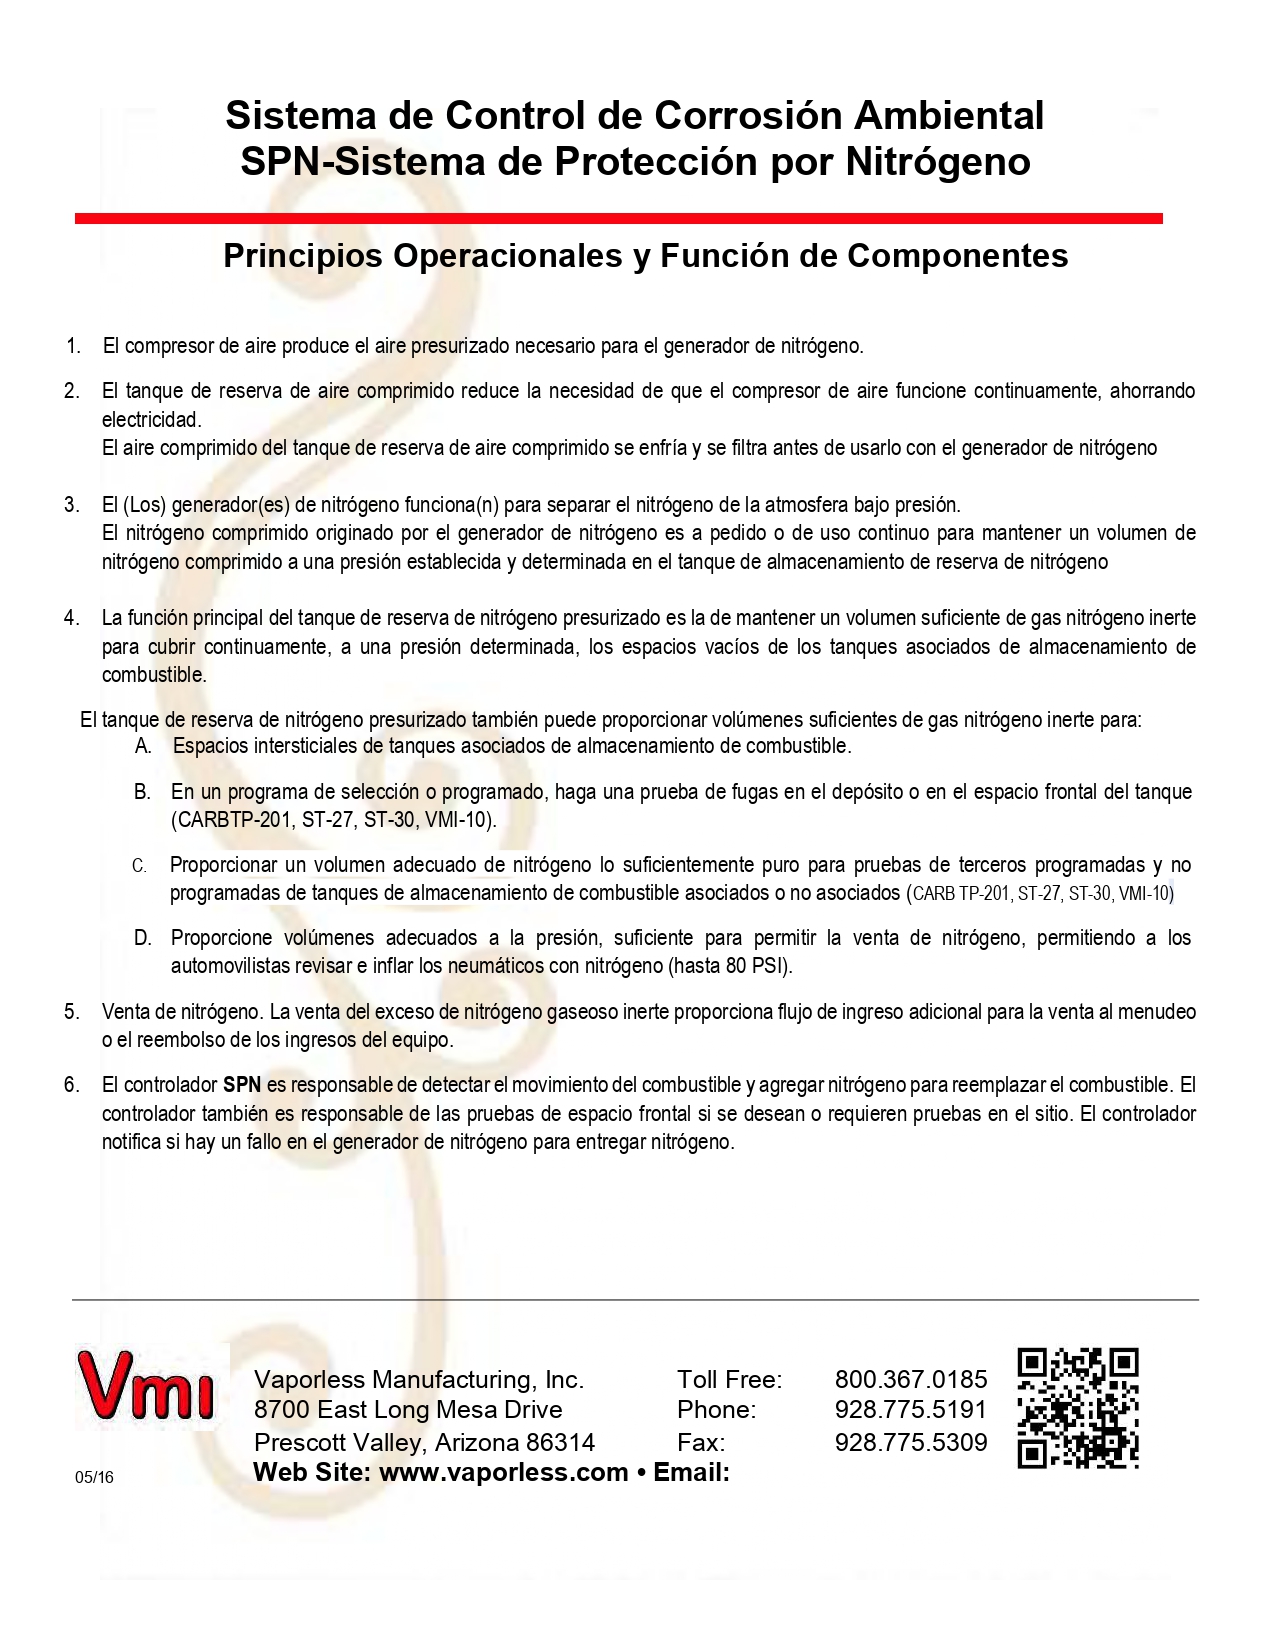 Sistema de Control de Corrosión Ambiental
SPN-Sistema de Protección por Nitrógeno
Principios Operacionales y Función de Componentes
1. El compresor de aire produce el aire presurizado necesario para el generador de nitrógeno.
2. El tanque de reserva de aire comprimido reduce la necesidad de que el compresor de aire funcione continuamente, ahorrando
electricidad.
El aire comprimido del tanque de reserva de aire comprimido se enfría y se filtra antes de usarlo con el generador de nitrógeno
3. El (Los) generador(es) de nitrógeno funciona(n) para separar el nitrógeno de la atmosfera bajo presión.
El nitrógeno comprimido originado por el generador de nitrógeno es a pedido o de uso continuo para mantener un volumen de
nitrógeno comprimido a una presión establecida y determinada en el tanque de almacenamiento de reserva de nitrógeno
4. La función principal del tanque de reserva de nitrógeno presurizado es la de mantener un volumen suficiente de gas nitrógeno inerte
para cubrir continuamente, a una presión determinada, los espacios vacíos de los tanques asociados de almacenamiento de
combustible.
El tanque de reserva de nitrógeno presurizado también puede proporcionar volúmenes suficientes de gas nitrógeno inerte para:
A. Espacios intersticiales de tanques asociados de almacenamiento de combustible.
B. En un programa de selección o programado, haga una prueba de fugas en el depósito o en el espacio frontal del tanque
(CARBTP-201, ST-27, ST-30, VMI-10).
C. Proporcionar un volumen adecuado de nitrógeno lo suficientemente puro para pruebas de terceros programadas y no
programadas de tanques de almacenamiento de combustible asociados o no asociados (CARB TP-201, ST-27, ST-30, VMI-10)
D. Proporcione volúmenes adecuados a la presión, suficiente para permitir la venta de nitrógeno, permitiendo a los
automovilistas revisar e inflar los neumáticos con nitrógeno (hasta 80 PSI).
5. Venta de nitrógeno. La venta del exceso de nitrógeno gaseoso inerte proporciona flujo de ingreso adicional para la venta al menudeo
o el reembolso de los ingresos del equipo.
6. El controlador SPN es responsable de detectar el movimiento del combustible y agregar nitrógeno para reemplazar el combustible. El
controlador también es responsable de las pruebas de espacio frontal si se desean o requieren pruebas en el sitio. El controlador
notifica si hay un fallo en el generador de nitrógeno para entregar nitrógeno.
Vmi
Vaporless Manufacturing, Inc. Toll Free: 800.367.0185
8700 East Long Mesa Drive Phone: 928.775.5191
Prescott Valley, Arizona 86314 Fax: 928.775.5309
05/16 Web Site: www.vaporless.com • Email: